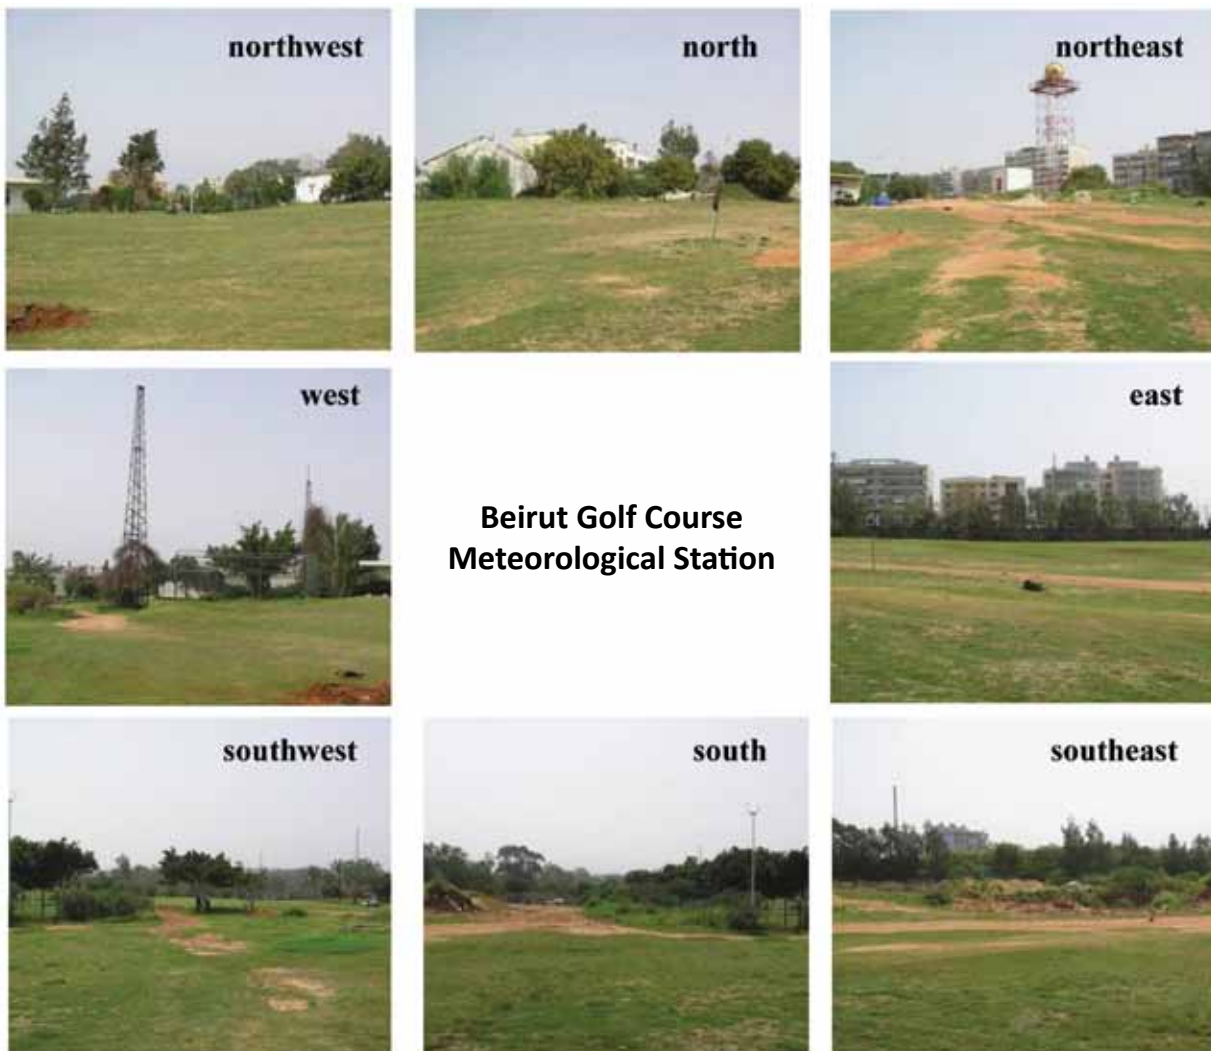 northwest
north
northeast
west
east
Beirut Golf Course
Meteorological Station
southwest
south
southeast